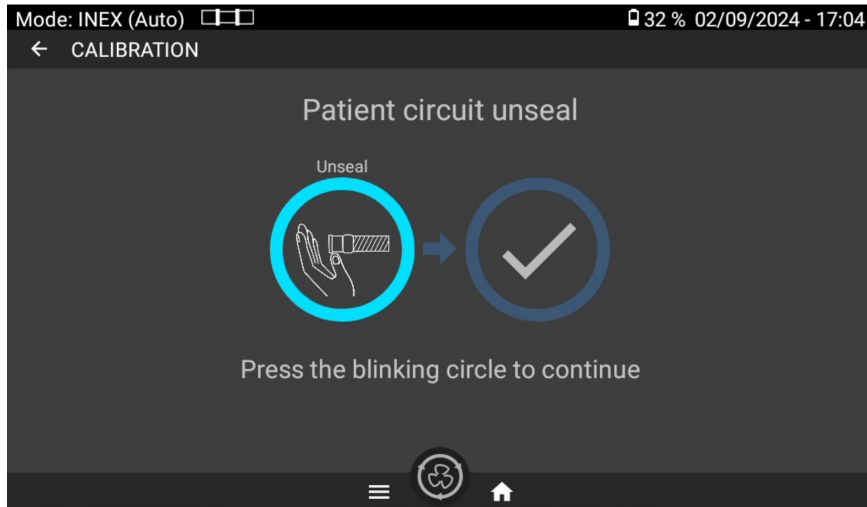 Mode: INEX (Auto) 32 % 02/09/2024 - 17:04
CALIBRATION
Patient circuit unseal
Unseal
Press the blinking circle to continue